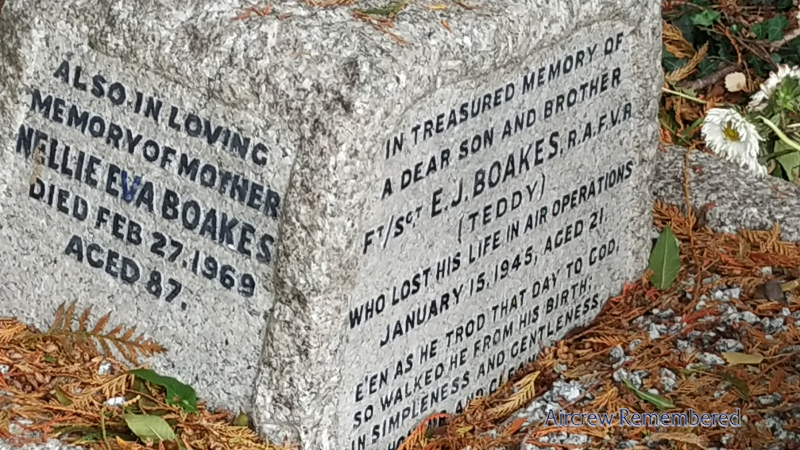 ALSO IN LOVING
MEMORY OF MOTHER
NELLIE EVA BOAKES
DIED FEB 27. 1969
AGED 87.
IN TREASURED MEMORY OF
A DEAR SON AND BROTHER
FT/SGT E.J. BOAKES, R.A.F.V.R
(TEDDY)
WHO LOST HIS LIFE IN AIR OPERATIONS
JANUARY 15, 1945, AGED 21.
E'EN AS HE TROD THAT DAY TO GOD,
SO WALKED HE FROM HIS BIRTH;
IN SIMPLENESS AND GENTLENESS,
AND
Aircrew Remembered